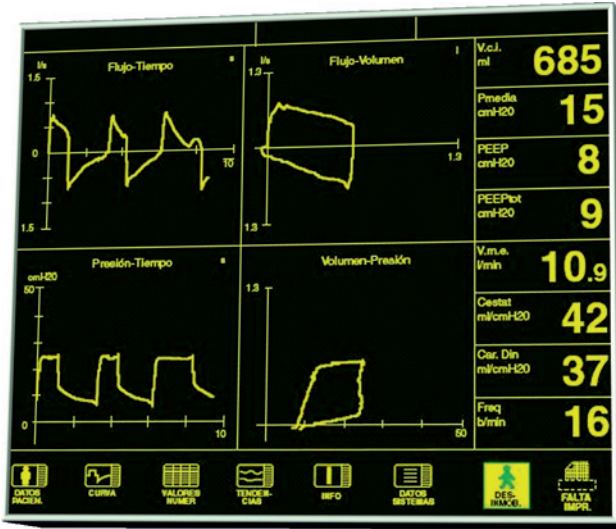 l/s
Flujo-Tiempo
s
1.5
0
10
1.5
l/s
Flujo-Volumen
l
1.3
1.3
1.3
cmH20
Presión-Tiempo
s
50
0
10
Volumen-Presión
1.3
50
V.c.i.
ml
685
Pmedia
cmH20
15
PEEP
cmH20
8
PEEPtot
cmH20
9
V.m.e.
l/min
10.9
Cestat
ml/cmH20
42
Car. Din
ml/cmH20
37
Freq
b/min
16
DATOS
PACIEN.
CURVA
VALORES
NUMER
TENDEN-
CIAS
INFO
DATOS
SISTEMAS
DES-
INMOB.
FALTA
IMPR.